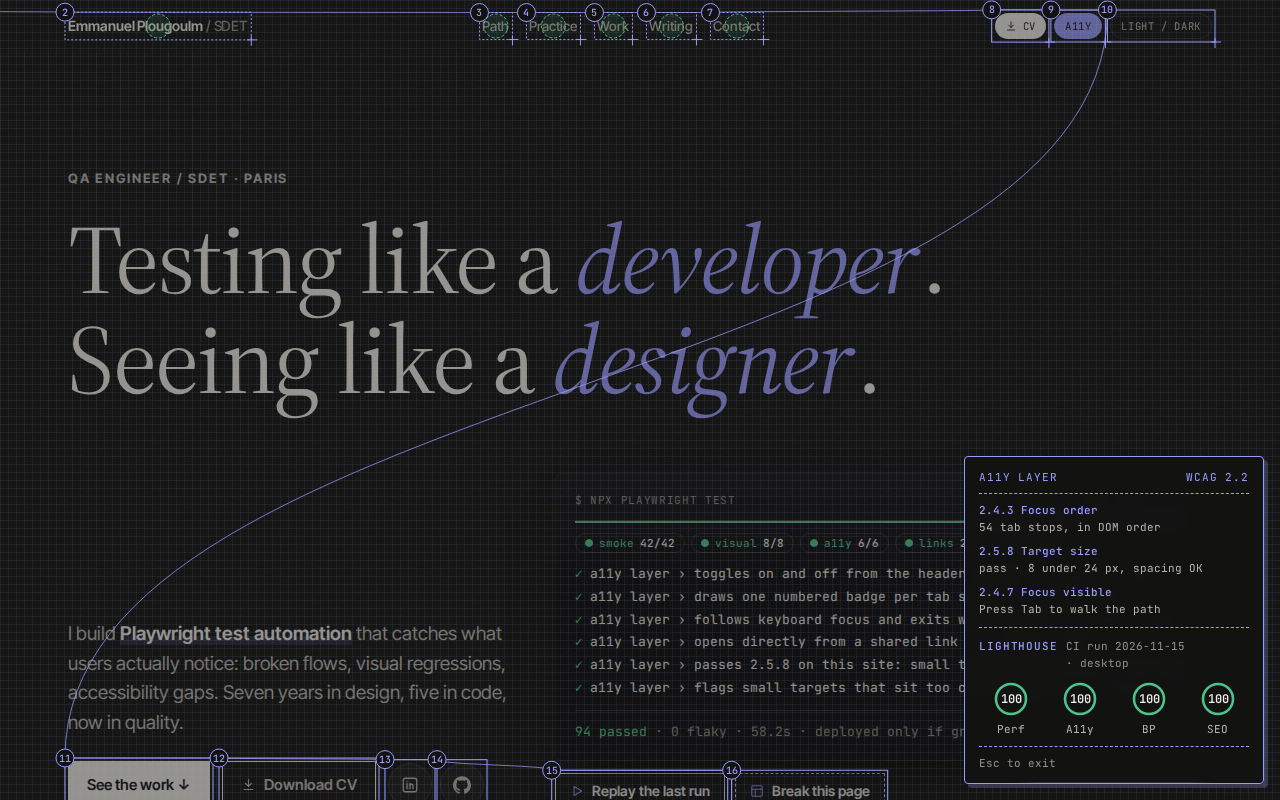 2 Emmanuel Plougoulm / SDET 3 Path 4 Practice 5 Work 6 Writing 7 Contact 8 CV 9 A11Y 10 LIGHT / DARK
QA ENGINEER / SDET · PARIS
Testing like a developer.
Seeing like a designer.
I build Playwright test automation that catches what
users actually notice: broken flows, visual regressions,
accessibility gaps. Seven years in design, five in code,
now in quality.
11 See the work ↓ 12 Download CV 13 in 14
$ NPX PLAYWRIGHT TEST
smoke 42/42 visual 8/8 a11y 6/6 links 2
✓ a11y layer › toggles on and off from the header
✓ a11y layer › draws one numbered badge per tab s
✓ a11y layer › follows keyboard focus and exits w
✓ a11y layer › opens directly from a shared link
✓ a11y layer › passes 2.5.8 on this site: small t
✓ a11y layer › flags small targets that sit too o
94 passed · 0 flaky · 58.2s · deployed only if gr
15 Replay the last run 16 Break this page
A11Y LAYER WCAG 2.2
2.4.3 Focus order
54 tab stops, in DOM order
2.5.8 Target size
pass · 8 under 24 px, spacing OK
2.4.7 Focus visible
Press Tab to walk the path
LIGHTHOUSE CI run 2026-11-15
· desktop
100 100 100 100
Perf A11y BP SEO
Esc to exit